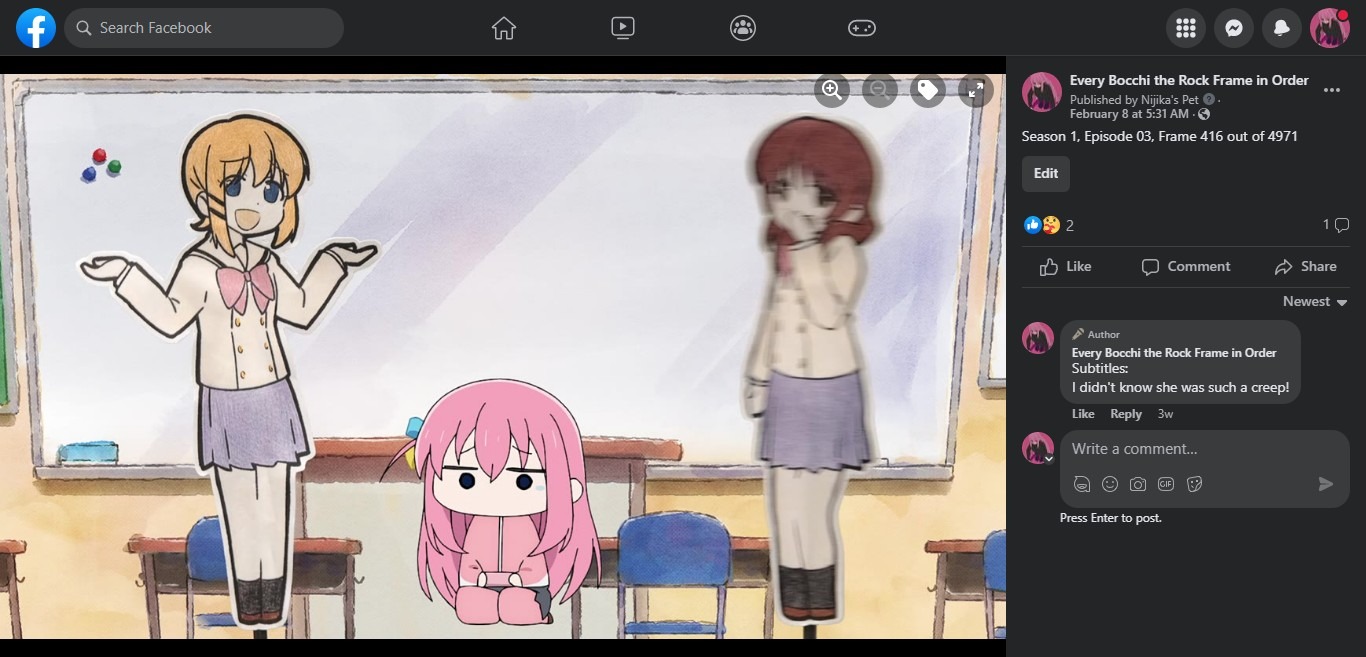 Search Facebook
Every Bocchi the Rock Frame in Order
Published by Nijika's Pet ·
February 8 at 5:31 AM ·
Season 1, Episode 03, Frame 416 out of 4971
Edit
2
1
Like
Comment
Share
Newest
Author
Every Bocchi the Rock Frame in Order
Subtitles:
I didn't know she was such a creep!
Like Reply 3w
Write a comment...
GIF
Press Enter to post.